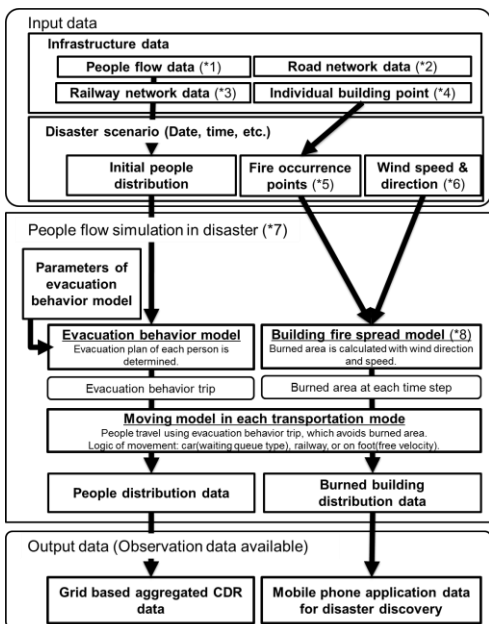 Input data
Infrastructure data
People flow data (*1)
Road network data (*2)
Railway network data (*3)
Individual building point (*4)
Disaster scenario (Date, time, etc.)
Initial people
distribution
Fire occurrence
points (*5)
Wind speed &
direction (*6)
People flow simulation in disaster (*7)
Parameters of
evacuation
behavior model
Evacuation behavior model
Evacuation plan of each person is
determined.
Building fire spread model (*8)
Burned area is calculated with wind direction
and speed.
Evacuation behavior trip
Burned area at each time step
Moving model in each transportation mode
People travel using evacuation behavior trip, which avoids burned area.
Logic of movement: car(waiting queue type), railway, or on foot(free velocity).
People distribution data
Burned building
distribution data
Output data (Observation data available)
Grid based aggregated CDR
data
Mobile phone application data
for disaster discovery